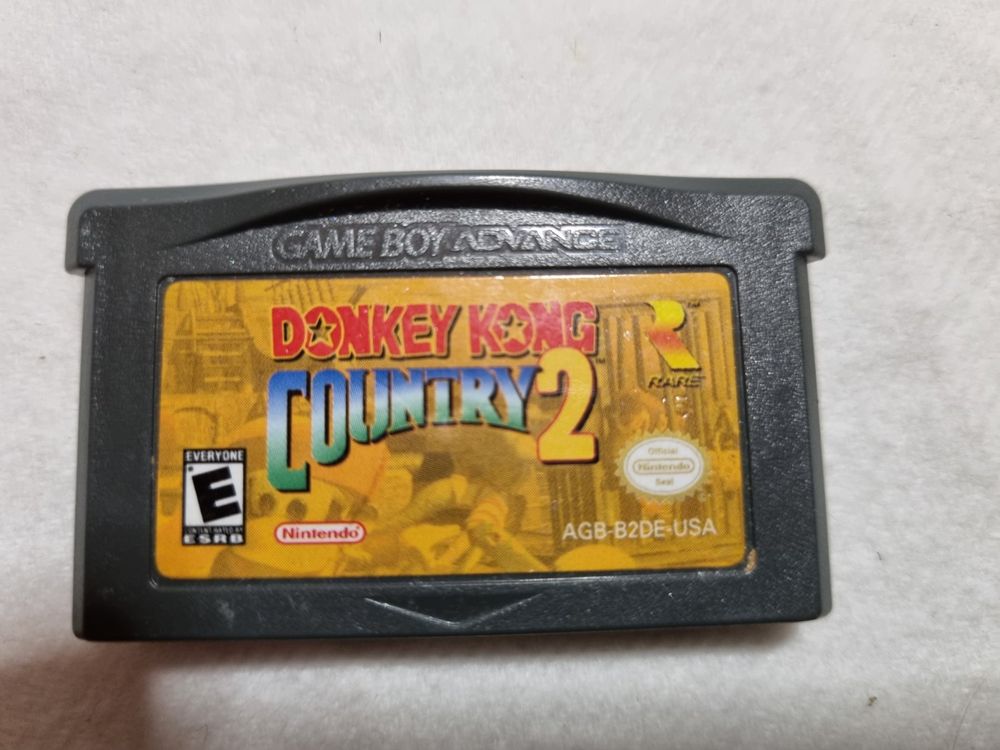 GAME BOY ADVANCE
DONKEY KONG
COUNTRY 2
TM
RARE
EVERYONE
E
CONTENT RATED BY
ESRB
Nintendo
Official
Nintendo
Seal
AGB-B2DE-USA